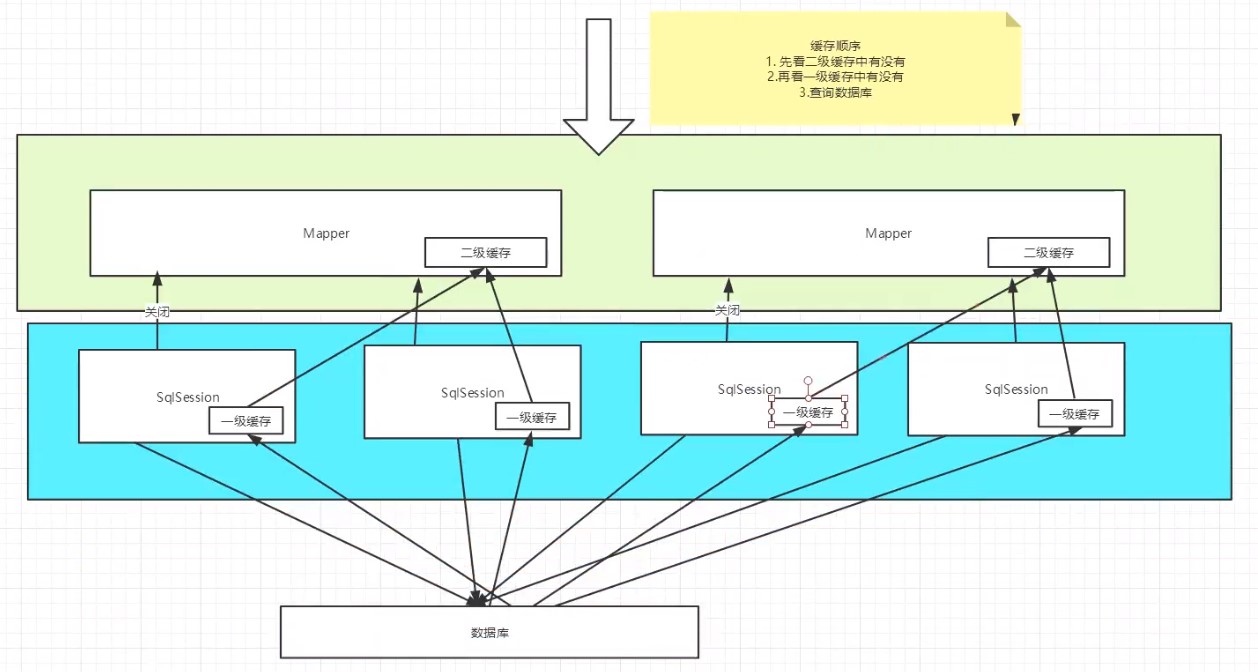 缓存顺序
1. 先看二级缓存中有没有
2.再看一级缓存中有没有
3.查询数据库
Mapper
二级缓存
Mapper
二级缓存
关闭
关闭
SqlSession
一级缓存
SqlSession
一级缓存
SqlSession
一级缓存
SqlSession
一级缓存
数据库